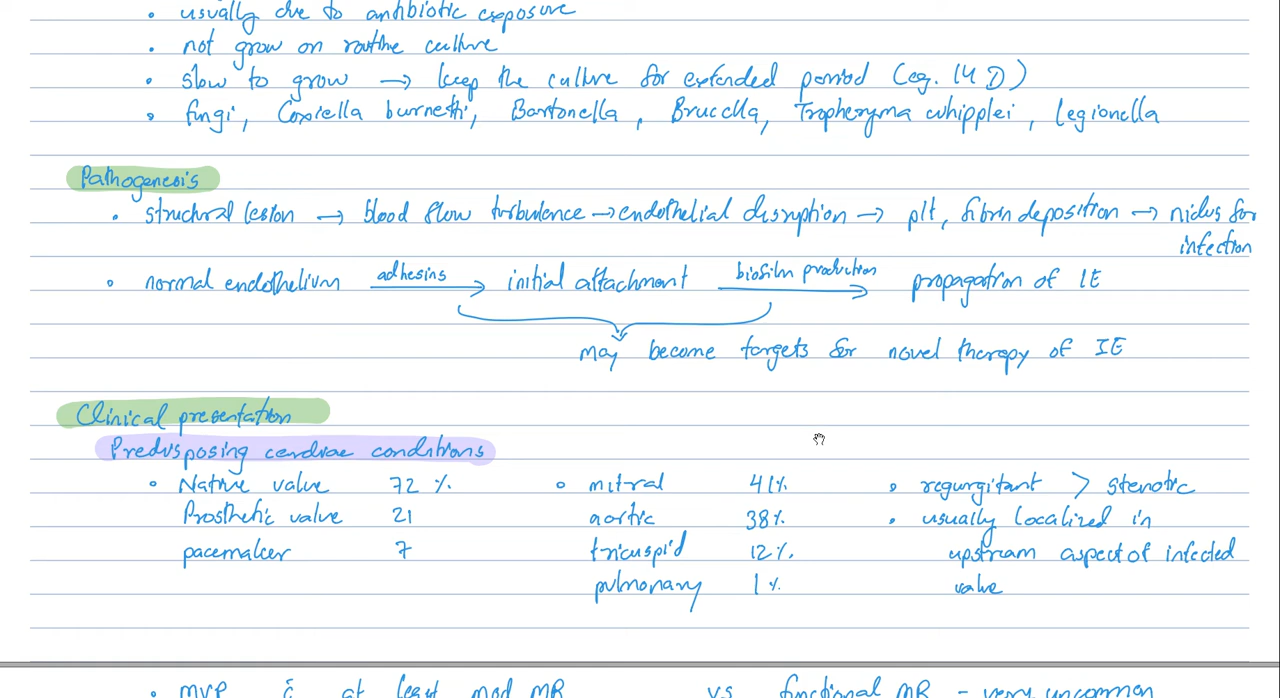 • usually due to antibiotic exposure
• not grow on routine culture
• slow to grow → keep the culture for extended period (eg. 14 D)
• fungi, Coxiella burnetti, Bartonella, Brucella, Tropheryma whipplei, Legionella
Pathogenesis
• structural lesion → blood flow turbulence → endothelial disruption → plt, fibrin deposition → nidus for
infection
• normal endothelium adhesins → initial attachment biofilm production → propagation of IE
may become targets for novel therapy of IE
Clinical presentation
Predisposing cardiac conditions
• Native valve 72 % • mitral 41% • regurgitant > stenotic
Prosthetic valve 21 aortic 38% • usually localized in
pacemaker 7 tricuspid 12% upstream aspect of infected
pulmonary 1% valve
• MVP c̄ at least mod MR vs functional MR - very uncommon